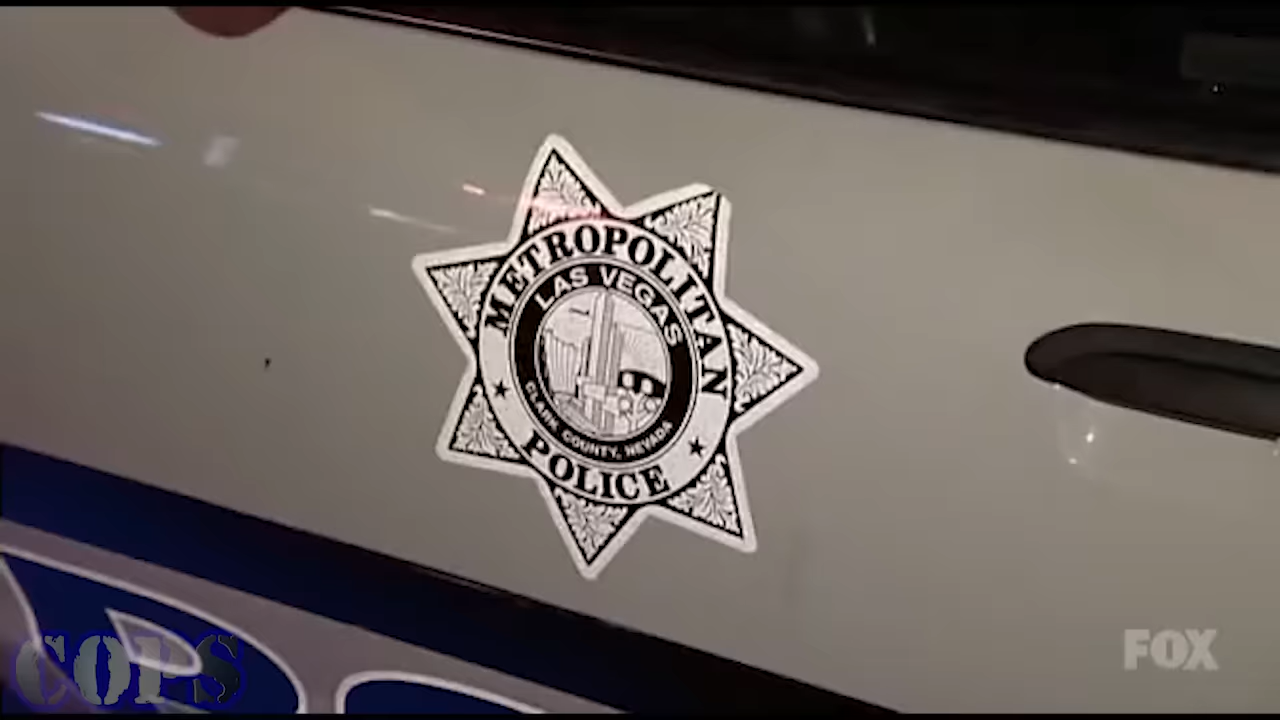 METROPOLITAN
LAS VEGAS
CLARK COUNTY, NEVADA
POLICE
COPS
FOX